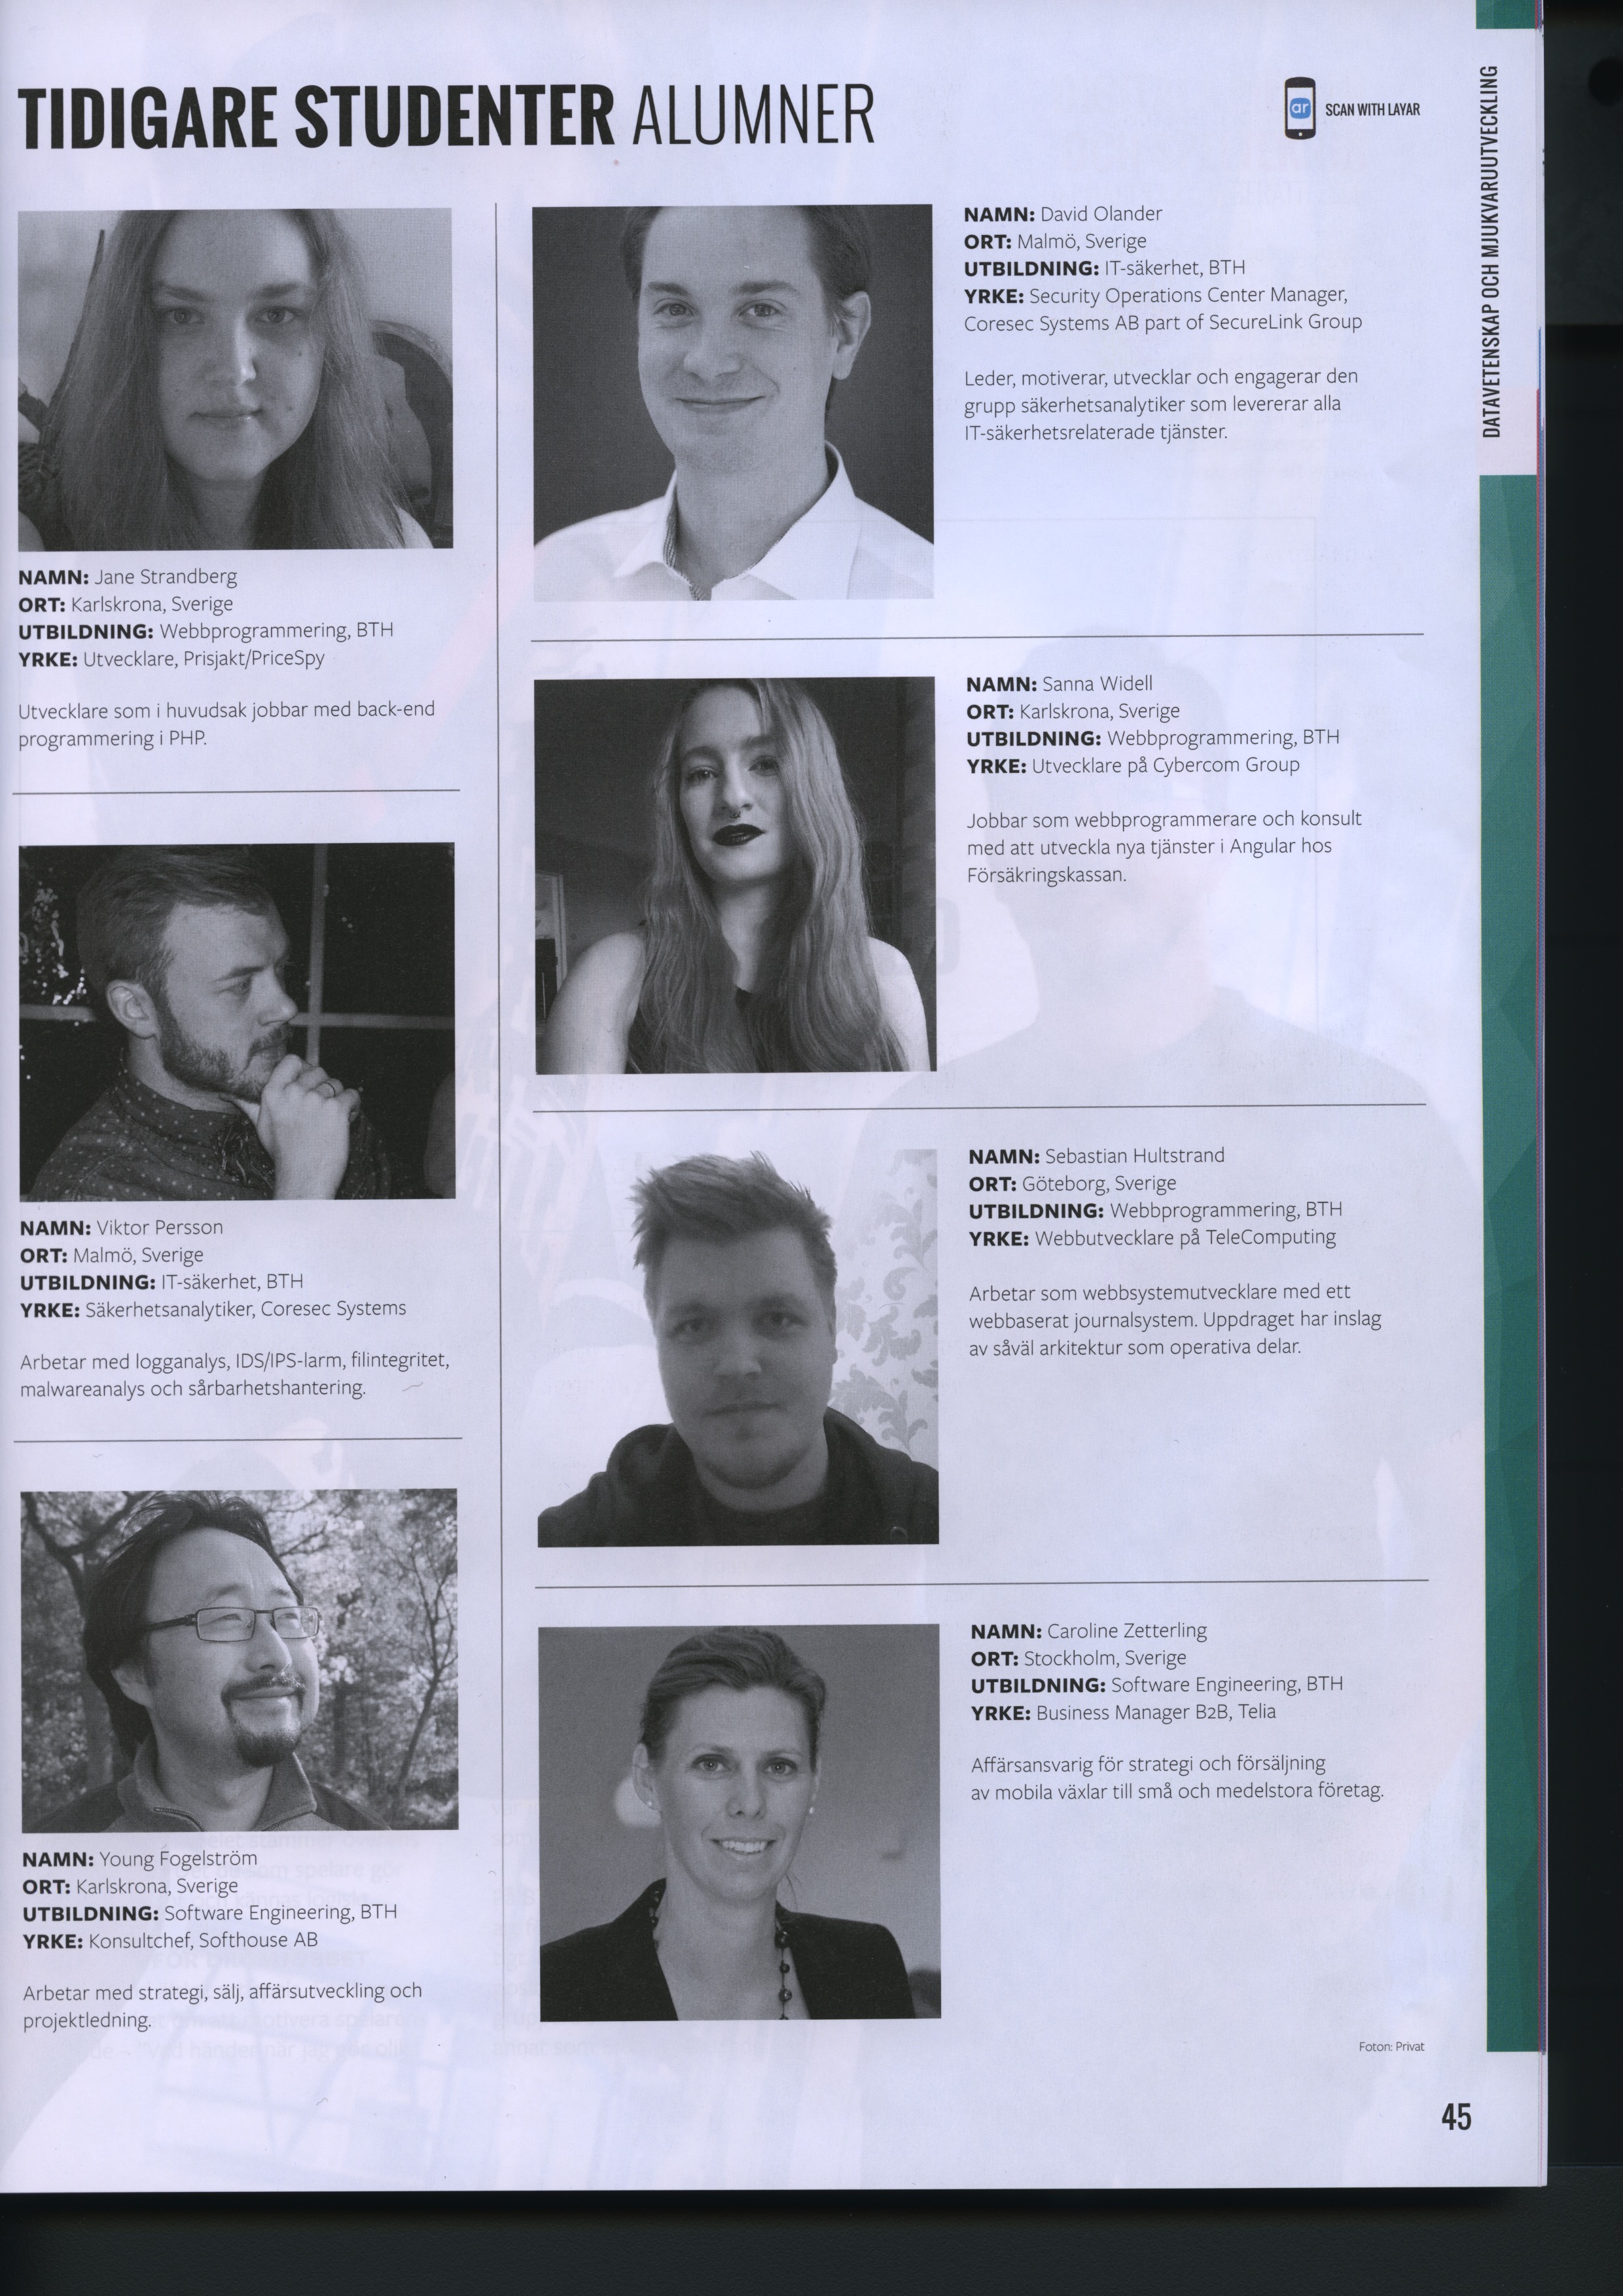 TIDIGARE STUDENTER ALUMNER
ar
SCAN WITH LAYAR
DATAVETENSKAP OCH MJUKVARUUTVECKLING
NAMN: Jane Strandberg
ORT: Karlskrona, Sverige
UTBILDNING: Webbprogrammering, BTH
YRKE: Utvecklare, Prisjakt/PriceSpy
Utvecklare som i huvudsak jobbar med back-end
programmering i PHP.
NAMN: Viktor Persson
ORT: Malmö, Sverige
UTBILDNING: IT-säkerhet, BTH
YRKE: Säkerhetsanalytiker, Coresec Systems
Arbetar med logganalys, IDS/IPS-larm, filintegritet,
malwareanalys och sårbarhetshantering.
NAMN: Young Fogelström
ORT: Karlskrona, Sverige
UTBILDNING: Software Engineering, BTH
YRKE: Konsultchef, Softhouse AB
Arbetar med strategi, sälj, affärsutveckling och
projektledning.
NAMN: David Olander
ORT: Malmö, Sverige
UTBILDNING: IT-säkerhet, BTH
YRKE: Security Operations Center Manager,
Coresec Systems AB part of SecureLink Group
Leder, motiverar, utvecklar och engagerar den
grupp säkerhetsanalytiker som levererar alla
IT-säkerhetsrelaterade tjänster.
NAMN: Sanna Widell
ORT: Karlskrona, Sverige
UTBILDNING: Webbprogrammering, BTH
YRKE: Utvecklare på Cybercom Group
Jobbar som webbprogrammerare och konsult
med att utveckla nya tjänster i Angular hos
Försäkringskassan.
NAMN: Sebastian Hultstrand
ORT: Göteborg, Sverige
UTBILDNING: Webbprogrammering, BTH
YRKE: Webbutvecklare på TeleComputing
Arbetar som webbsystemutvecklare med ett
webbaserat journalsystem. Uppdraget har inslag
av såväl arkitektur som operativa delar.
NAMN: Caroline Zetterling
ORT: Stockholm, Sverige
UTBILDNING: Software Engineering, BTH
YRKE: Business Manager B2B, Telia
Affärsansvarig för strategi och försäljning
av mobila växlar till små och medelstora företag.
Foton: Privat
45